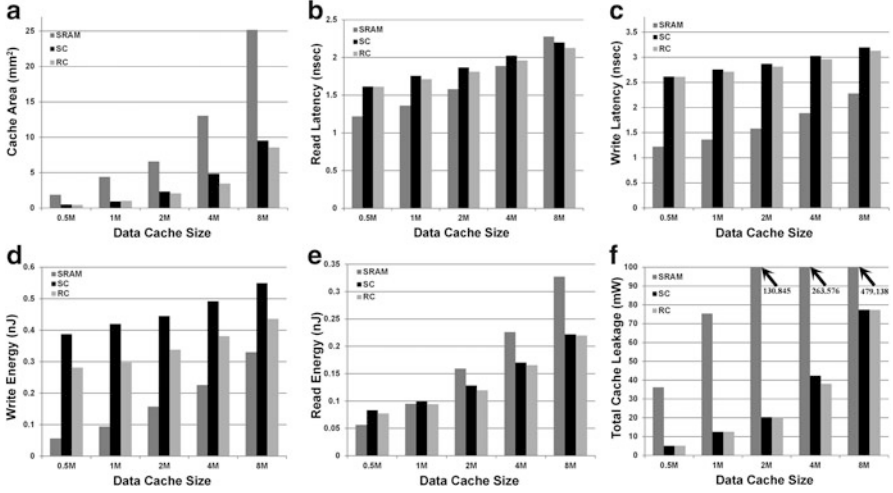 a
SRAM
SC
RC
Cache Area (mm²)
25
20
15
10
5
0
0.5M 1M 2M 4M 8M
Data Cache Size
b
SRAM
SC
RC
Read Latency (nsec)
2.5
2
1.5
1
0.5
0
0.5M 1M 2M 4M 8M
Data Cache Size
c
SRAM
SC
RC
Write Latency (nsec)
3.5
3
2.5
2
1.5
1
0.5
0
0.5M 1M 2M 4M 8M
Data Cache Size
d
SRAM
SC
RC
Write Energy (nJ)
0.6
0.5
0.4
0.3
0.2
0.1
0
0.5M 1M 2M 4M 8M
Data Cache Size
e
SRAM
SC
RC
Read Energy (nJ)
0.35
0.3
0.25
0.2
0.15
0.1
0.05
0
0.5M 1M 2M 4M 8M
Data Cache Size
f
SRAM
SC
RC
Total Cache Leakage (mW)
100
90
80
70
60
50
40
30
20
10
0
130,845 263,576 479,138
0.5M 1M 2M 4M 8M
Data Cache Size